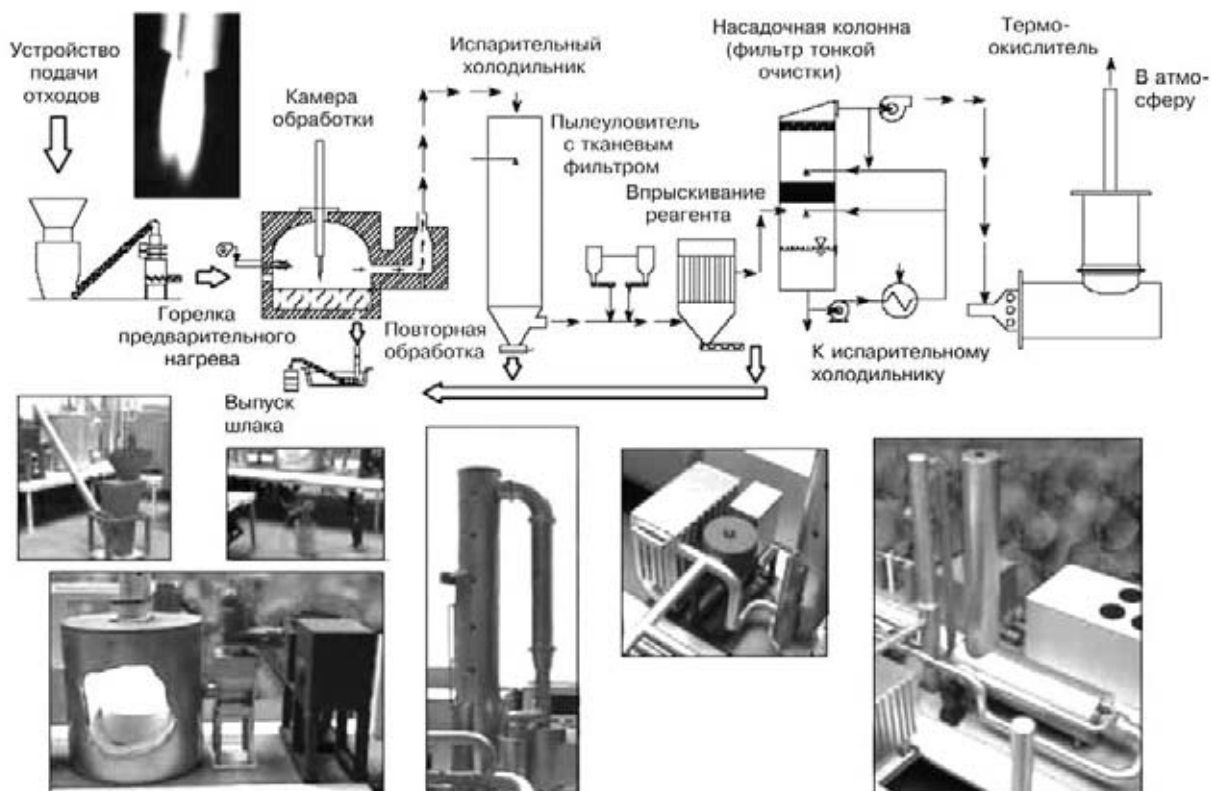 Устройство
подачи
отходов
Камера
обработки
Испарительный
холодильник
Насадочная колонна
(фильтр тонкой
очистки)
Термо-
окислитель
В атмо-
сферу
Пылеуловитель
с тканевым
фильтром
Впрыскивание
реагента
Горелка
предварительного
нагрева
Повторная
обработка
К испарительному
холодильнику
Выпуск
шлака